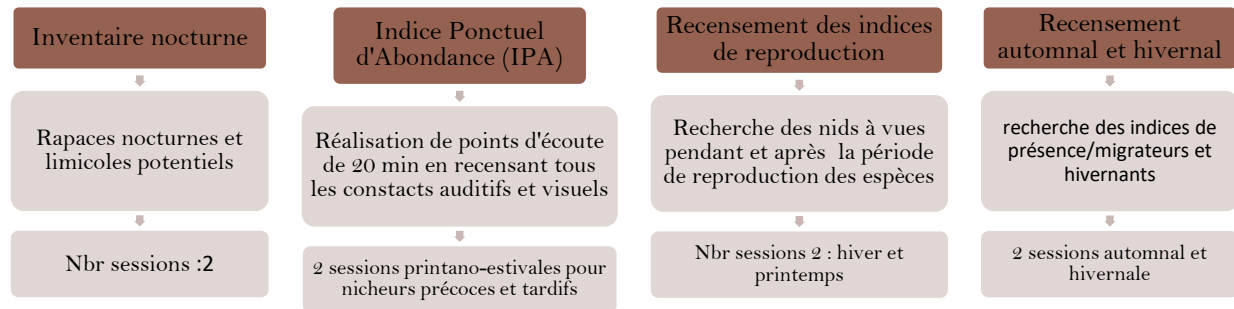 Inventaire nocturne
Rapaces nocturnes et
limicoles potentiels
Nbr sessions :2
Indice Ponctuel
d'Abondance (IPA)
Réalisation de points d'écoute
de 20 min en recensant tous
les constacts auditifs et visuels
2 sessions printano-estivales pour
nicheurs précoces et tardifs
Recensement des indices
de reproduction
Recherche des nids à vues
pendant et après la période
de reproduction des espèces
Nbr sessions 2 : hiver et
printemps
Recensement
automnal et hivernal
recherche des indices de
présence/migrateurs et
hivernants
2 sessions automnal et
hivernale